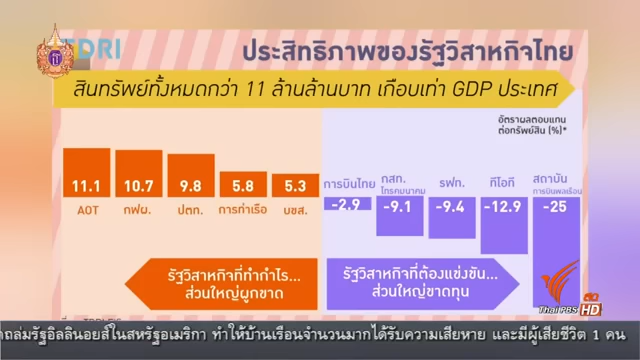 TDRI
ประสิทธิภาพของรัฐวิสาหกิจไทย
สินทรัพย์ทั้งหมดกว่า 11 ล้านล้านบาท เกือบเท่า GDP ประเทศ
อัตราผลตอบแทน
ต่อทรัพย์สิน (%)*
11.1
AOT
10.7
กฟผ.
9.8
ปตท.
5.8
การท่าเรือ
5.3
บขส.
การบินไทย
-2.9
กสท.
โทรคมนาคม
-9.1
รฟท.
-9.4
ทีโอที
-12.9
สถาบัน
การบินพลเรือน
-25
รัฐวิสาหกิจที่ทำกำไร...
ส่วนใหญ่ผูกขาด
รัฐวิสาหกิจที่ต้องแข่งขัน...
ส่วนใหญ่ขาดทุน
Thai PBS HD
ถล่มรัฐอิลลินอยส์ในสหรัฐอเมริกา ทำให้บ้านเรือนจำนวนมากได้รับความเสียหาย และมีผู้เสียชีวิต 1 คน